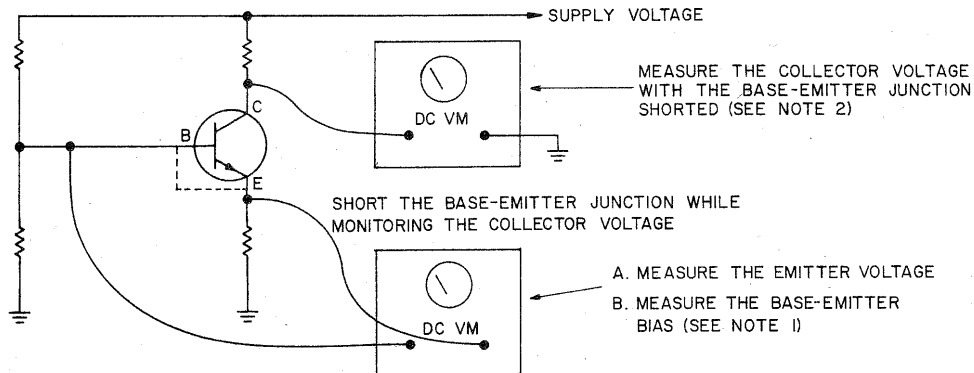 SUPPLY VOLTAGE
MEASURE THE COLLECTOR VOLTAGE
WITH THE BASE-EMITTER JUNCTION
SHORTED (SEE NOTE 2)
C
DC VM
B
E
SHORT THE BASE-EMITTER JUNCTION WHILE
MONITORING THE COLLECTOR VOLTAGE
A. MEASURE THE EMITTER VOLTAGE
B. MEASURE THE BASE-EMITTER
BIAS (SEE NOTE 1)
DC VM